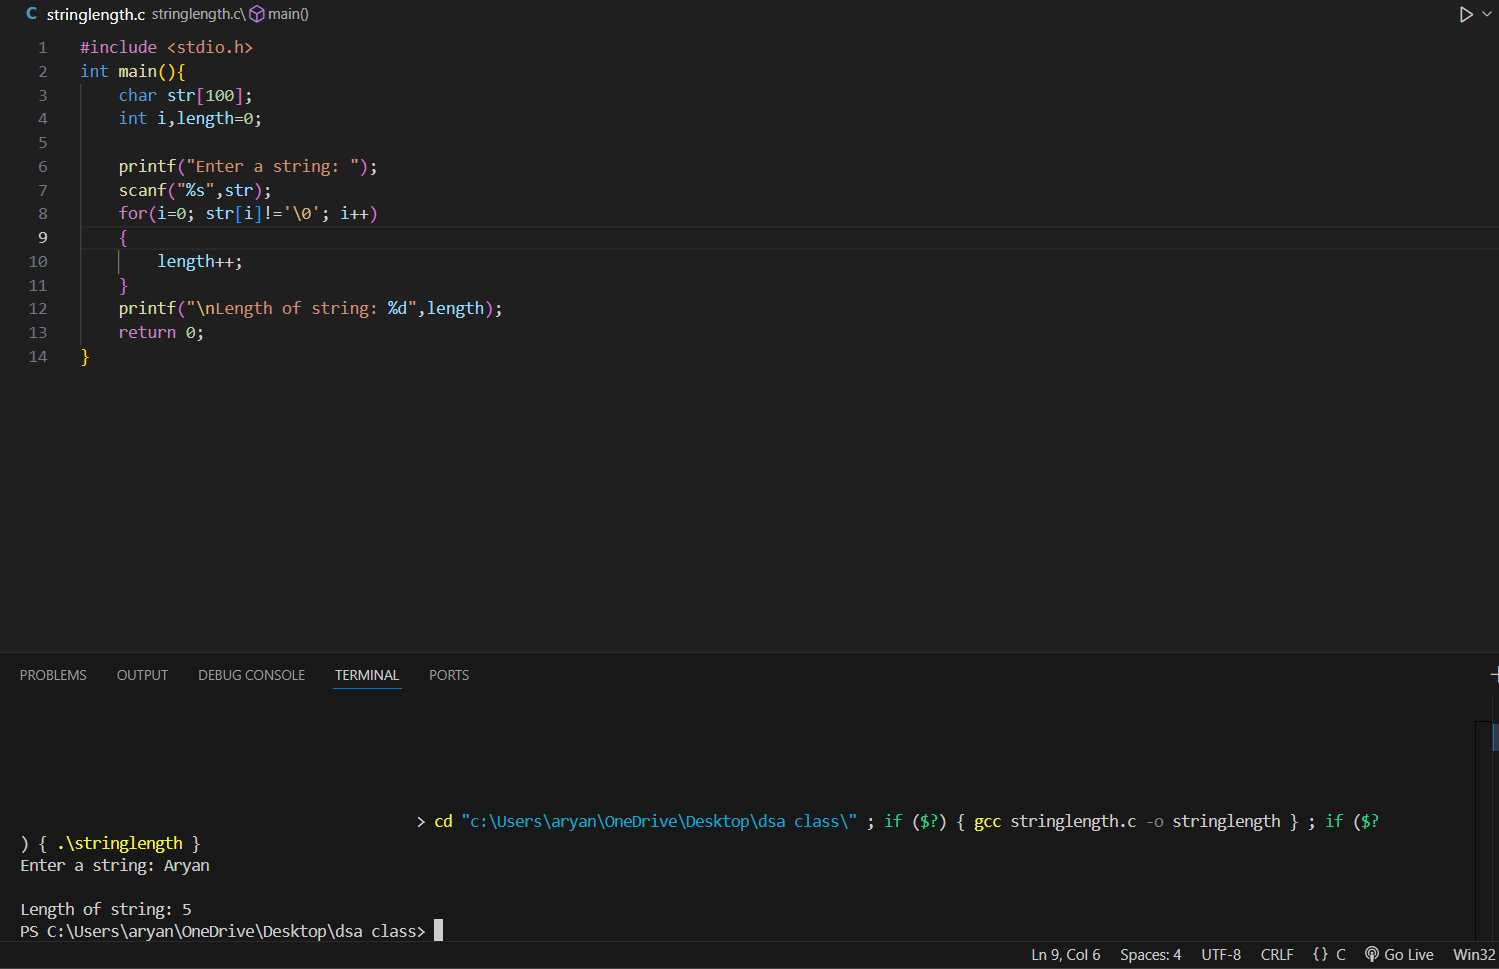 C stringlength.c stringlength.c\ main()
1 #include <stdio.h>
2 int main(){
3     char str[100];
4     int i,length=0;
5
6     printf("Enter a string: ");
7     scanf("%s",str);
8     for(i=0; str[i]!='\0'; i++)
9     {
10         length++;
11     }
12     printf("\nLength of string: %d",length);
13     return 0;
14 }
PROBLEMS OUTPUT DEBUG CONSOLE TERMINAL PORTS
> cd "c:\Users\aryan\OneDrive\Desktop\dsa class\" ; if ($?) { gcc stringlength.c -o stringlength } ; if ($?
) { .\stringlength }
Enter a string: Aryan
Length of string: 5
PS C:\Users\aryan\OneDrive\Desktop\dsa class>
Ln 9, Col 6 Spaces: 4 UTF-8 CRLF {} C Go Live Win32